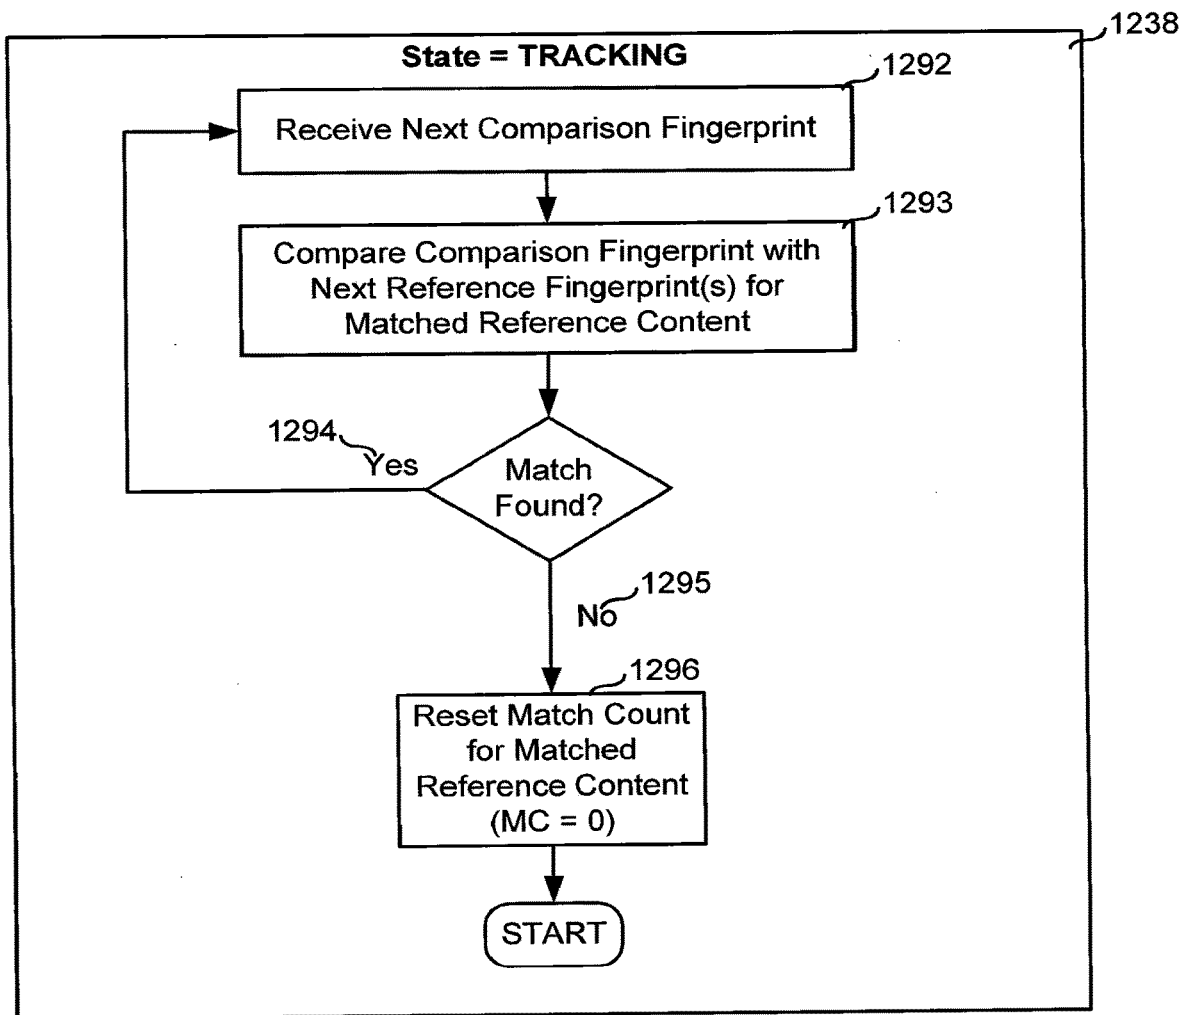 1238
State = TRACKING
1292
Receive Next Comparison Fingerprint
1293
Compare Comparison Fingerprint with
Next Reference Fingerprint(s) for
Matched Reference Content
1294
Yes
Match
Found?
1295
No
1296
Reset Match Count
for Matched
Reference Content
(MC = 0)
START